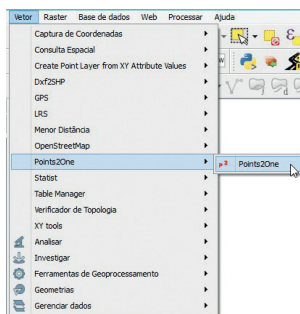 Vetor Raster Base de dados Web Processar Ajuda
Captura de Coordenadas
Consulta Espacial
Create Point Layer from XY Attribute Values
Dxf2SHP
GPS
LRS
Menor Distância
OpenStreetMap
Points2One
Points2One
Statist
Table Manager
Verificador de Topologia
XY tools
Analisar
Investigar
Ferramentas de Geoprocessamento
Geometrias
Gerenciar dados